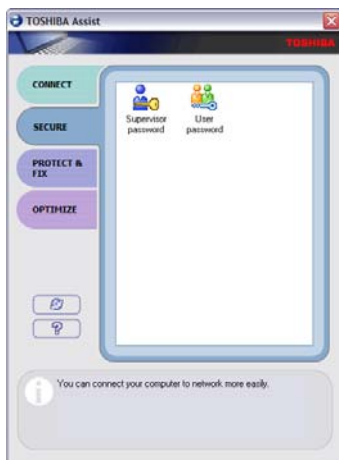 TOSHIBA Assist
TOSHIBA
CONNECT
SECURE
PROTECT &
FIX
OPTIMIZE
Supervisor
password
User
password
?
You can connect your computer to network more easily.